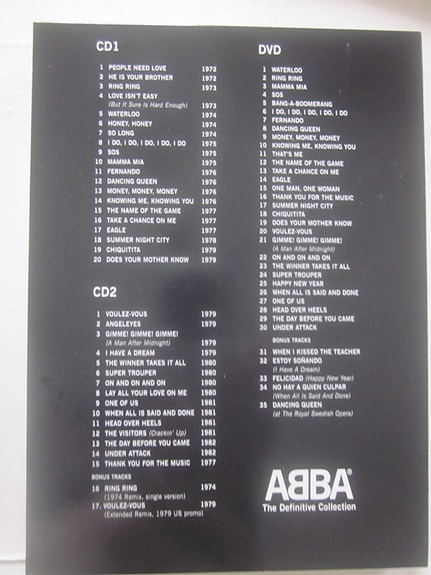 CD1
1 PEOPLE NEED LOVE 1972
2 HE IS YOUR BROTHER 1972
3 RING RING 1973
4 LOVE ISN'T EASY
(But It Sure Is Hard Enough) 1973
5 WATERLOO 1974
6 HONEY, HONEY 1974
7 SO LONG 1974
8 I DO, I DO, I DO, I DO, I DO 1975
9 SOS 1975
10 MAMMA MIA 1975
11 FERNANDO 1976
12 DANCING QUEEN 1976
13 MONEY, MONEY, MONEY 1976
14 KNOWING ME, KNOWING YOU 1976
15 THE NAME OF THE GAME 1977
16 TAKE A CHANCE ON ME 1977
17 EAGLE 1977
18 SUMMER NIGHT CITY 1978
19 CHIQUITITA 1979
20 DOES YOUR MOTHER KNOW 1979
CD2
1 VOULEZ-VOUS 1979
2 ANGELEYES 1979
3 GIMME! GIMME! GIMME!
(A Man After Midnight) 1979
4 I HAVE A DREAM 1979
5 THE WINNER TAKES IT ALL 1980
6 SUPER TROUPER 1980
7 ON AND ON AND ON 1980
8 LAY ALL YOUR LOVE ON ME 1980
9 ONE OF US 1981
10 WHEN ALL IS SAID AND DONE 1981
11 HEAD OVER HEELS 1981
12 THE VISITORS (Crackin' Up) 1981
13 THE DAY BEFORE YOU CAME 1982
14 UNDER ATTACK 1982
15 THANK YOU FOR THE MUSIC 1977
BONUS TRACKS
16 RING RING 1974
(1974 Remix, single version)
17. VOULEZ-VOUS 1979
(Extended Remix, 1979 US promo)
DVD
1 WATERLOO
2 RING RING
3 MAMMA MIA
4 SOS
5 BANG-A-BOOMERANG
6 I DO, I DO, I DO, I DO, I DO
7 FERNANDO
8 DANCING QUEEN
9 MONEY, MONEY, MONEY
10 KNOWING ME, KNOWING YOU
11 THAT'S ME
12 THE NAME OF THE GAME
13 TAKE A CHANCE ON ME
14 EAGLE
15 ONE MAN, ONE WOMAN
16 THANK YOU FOR THE MUSIC
17 SUMMER NIGHT CITY
18 CHIQUITITA
19 DOES YOUR MOTHER KNOW
20 VOULEZ-VOUS
21 GIMME! GIMME! GIMME!
(A Man After Midnight)
22 ON AND ON AND ON
23 THE WINNER TAKES IT ALL
24 SUPER TROUPER
25 HAPPY NEW YEAR
26 WHEN ALL IS SAID AND DONE
27 ONE OF US
28 HEAD OVER HEELS
29 THE DAY BEFORE YOU CAME
30 UNDER ATTACK
BONUS TRACKS
31 WHEN I KISSED THE TEACHER
32 ESTOY SOÑANDO
(I Have A Dream)
33 FELICIDAD (Happy New Year)
34 NO HAY A QUIEN CULPAR
(When All Is Said And Done)
35 DANCING QUEEN
(at The Royal Swedish Opera)
ABBA®
The Definitive Collection